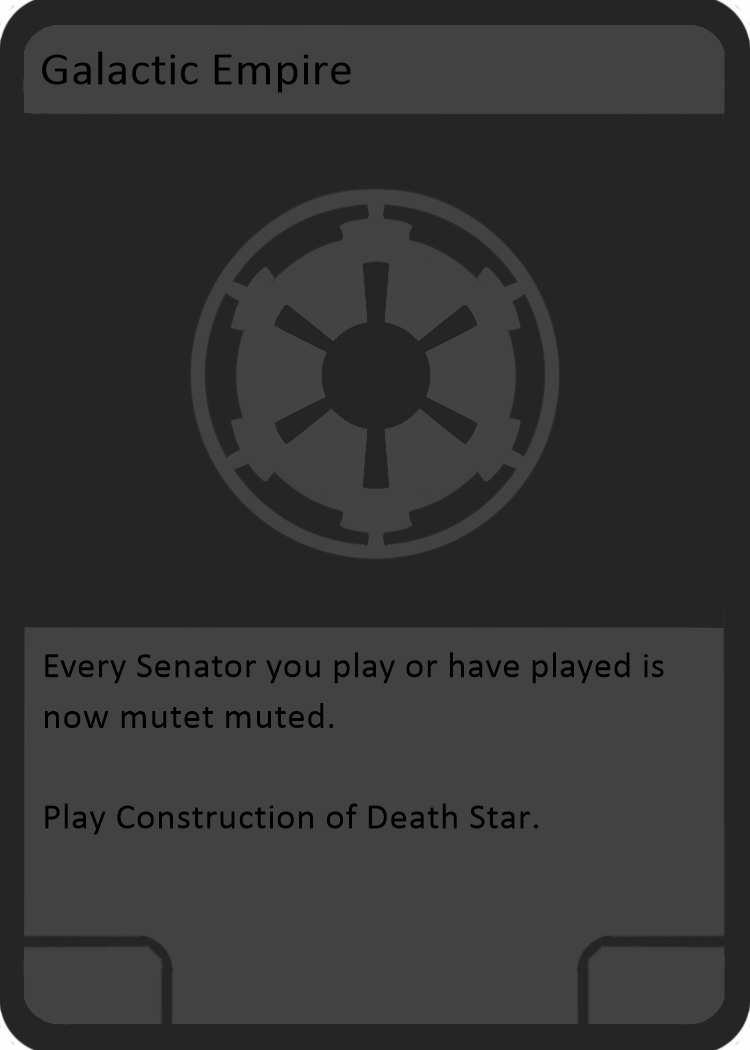 Galactic Empire
Every Senator you play or have played is
now mutet muted.
Play Construction of Death Star.